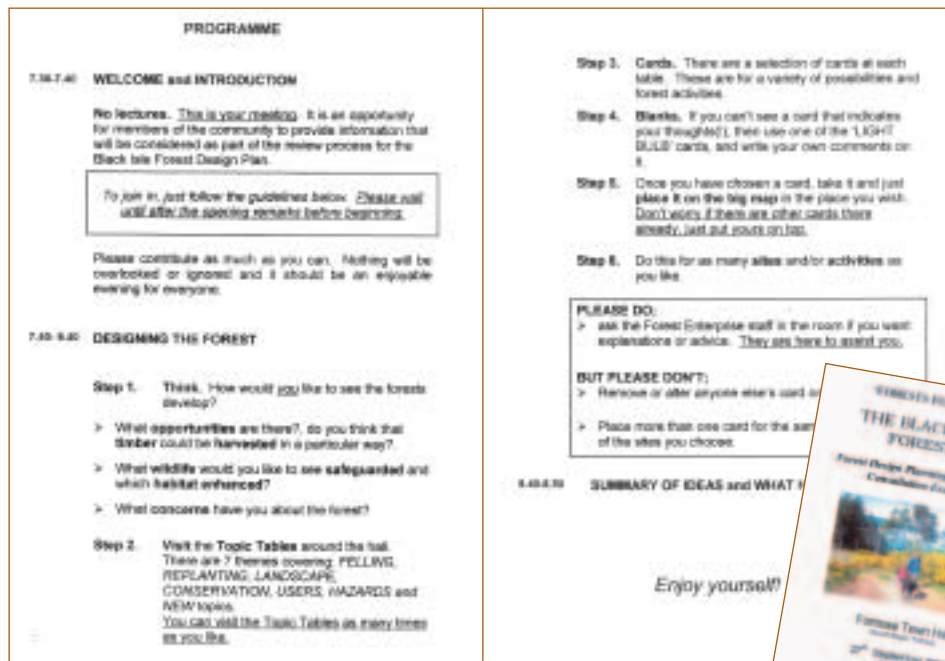 PROGRAMME
7.30-7.40 WELCOME and INTRODUCTION
No lectures. This is your meeting. It is an opportunity
for members of the community to provide information that
will be considered as part of the review process for the
Black Isle Forest Design Plan.
To join in, just follow the guidelines below. Please wait
until after the opening remarks before beginning.
Please contribute as much as you can. Nothing will be
overlooked or ignored and it should be an enjoyable
evening for everyone.
DESIGNING THE FOREST
Step 1. Think. How would you like to see the forests
develop?
> What opportunities are there?, do you think that
timber could be harvested in a particular way?.
> What wildlife would you like to see safeguarded and
which habitat enhanced?
> What concerns have you about the forest?
Step 2. Visit the Topic Tables around the hall.
There are 7 themes covering: FELLING,
REPLANTING, LANDSCAPE,
CONSERVATION, USERS, HAZARDS and
NEW topics.
You can visit the Topic Tables as many times
as you like.
Step 3. Cards. There are a selection of cards at each
table. These are for a variety of possibilities and
forest activities.
Step 4. Blanks. If you can't see a card that indicates
your thoughts(!), then use one of the 'LIGHT
BULB' cards, and write your own comments on
it.
Step 5. Once you have chosen a card, take it and just
place it on the big map in the place you wish.
Don't worry if there are other cards there
already, just put yours on top.
Step 6. Do this for as many sites and/or activities as
you like.
PLEASE DO:
> ask the Forest Enterprise staff in the room if you want
explanations or advice. They are here to assist you.
BUT PLEASE DON'T:
> Remove or alter anyone else's card
> Place more than one card for the
of the sites you choose.
SUMMARY OF IDEAS and WHAT
Enjoy yourself!
THE BLAC
FOREST
Forest Design
Consultation
Town
September